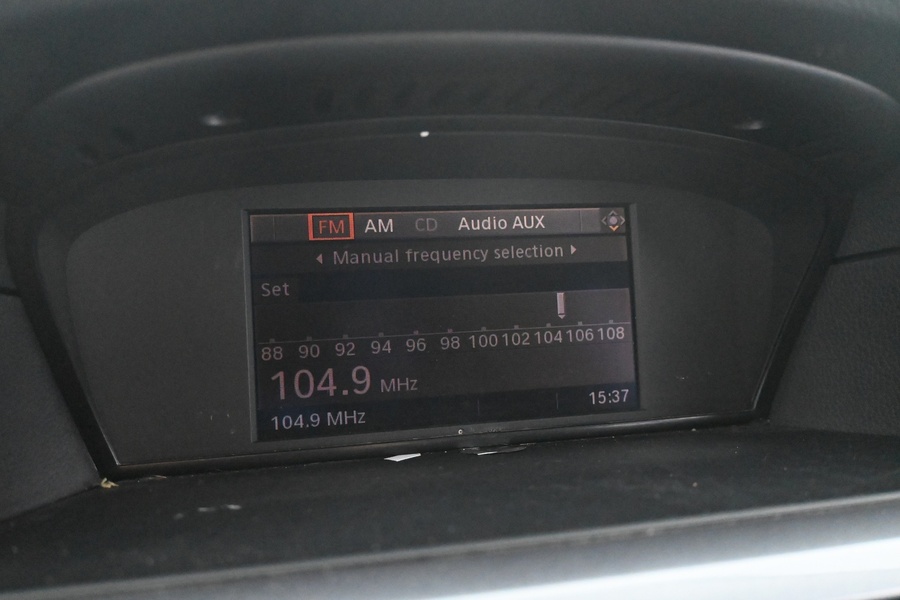 FM AM CD Audio AUX
Manual frequency selection
Set
88 90 92 94 96 98 100 102 104 106 108
104.9 MHz
104.9 MHz 15:37